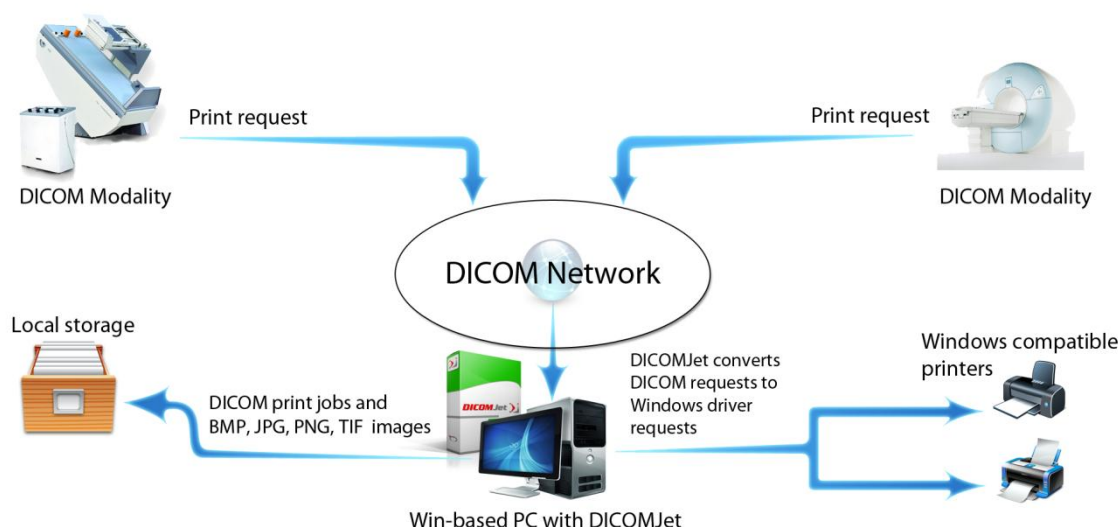 Print request
Print request
DICOM Modality
DICOM Modality
DICOM Network
Local storage
DICOM print jobs and
BMP, JPG, PNG, TIF images
DICOMJet
DICOMJet converts
DICOM requests to
Windows driver
requests
Windows compatible
printers
Win-based PC with DICOMJet